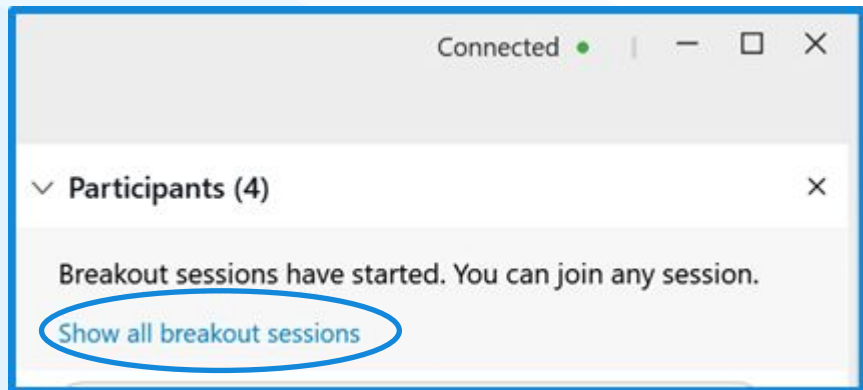 Connected
Participants (4)
Breakout sessions have started. You can join any session.
Show all breakout sessions